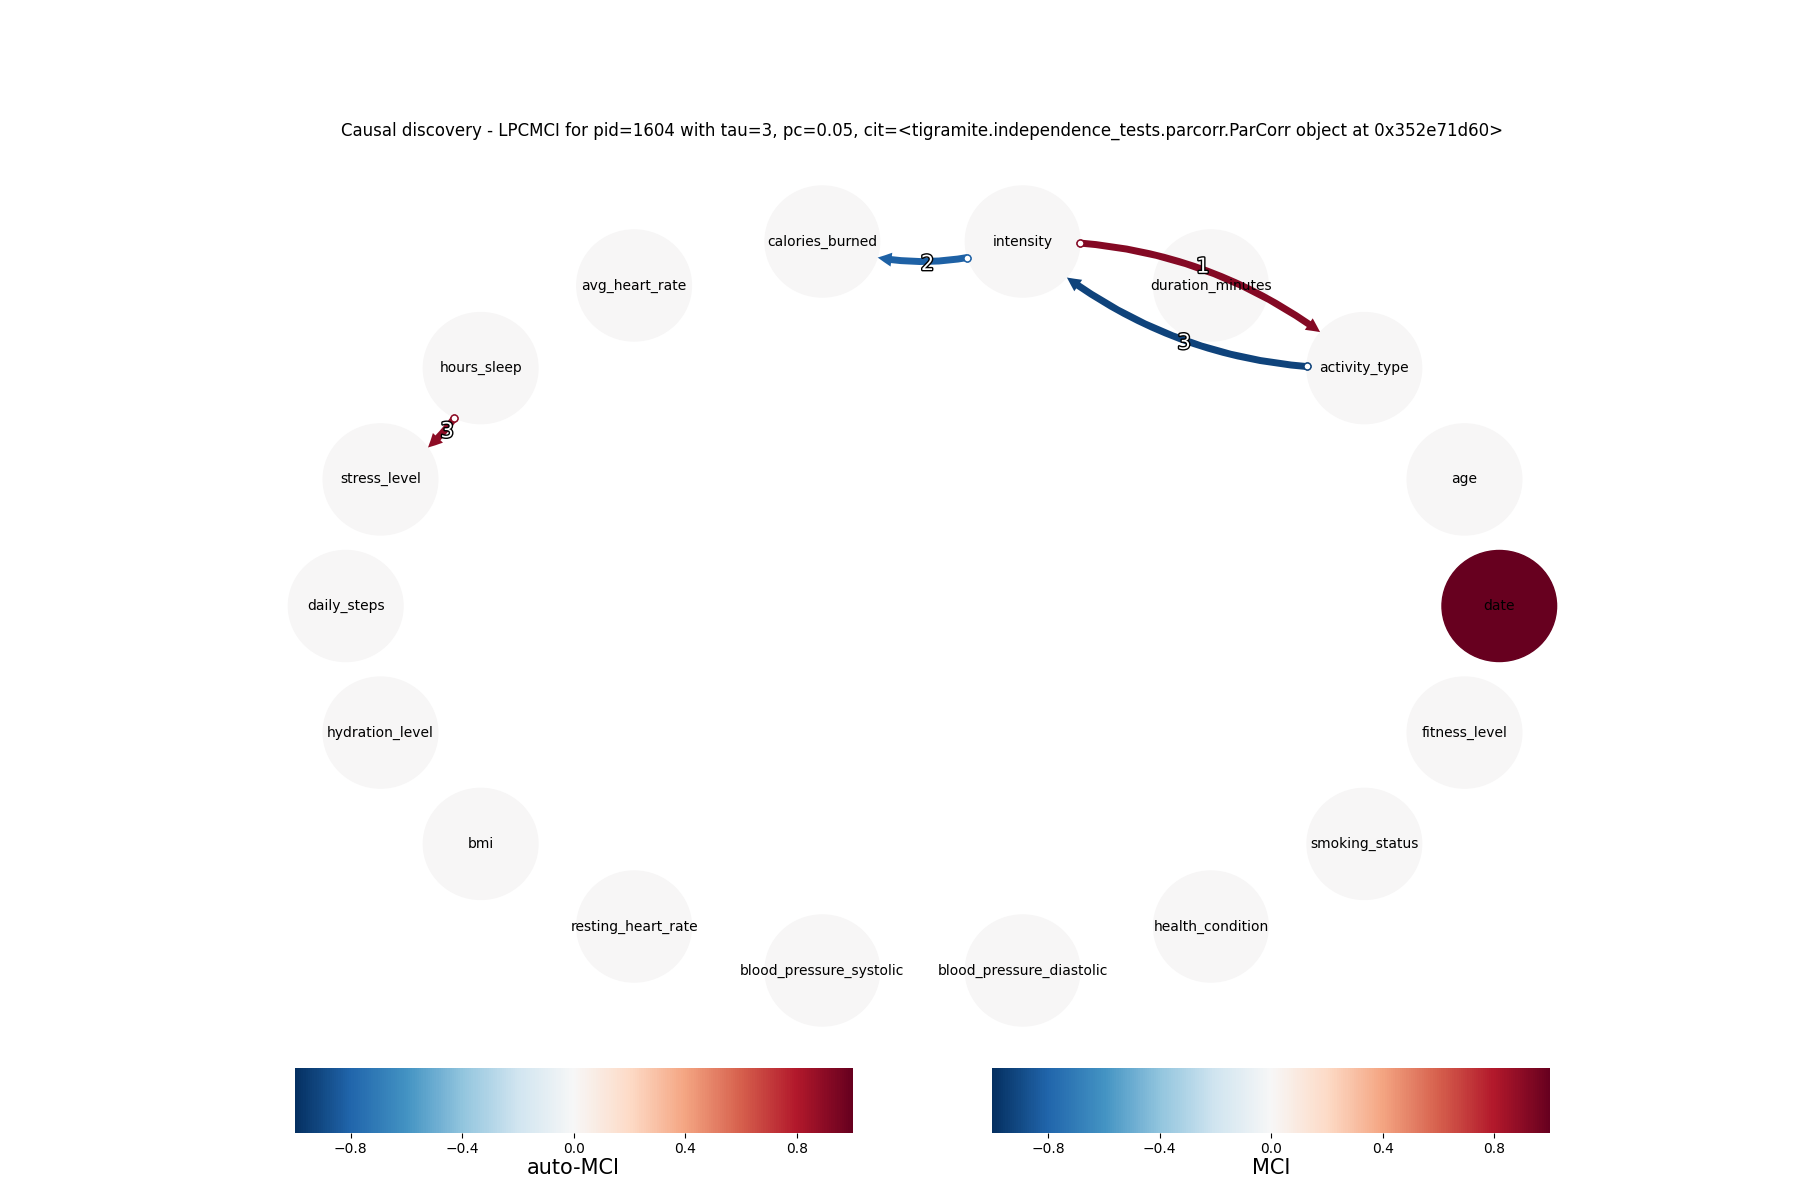 Causal discovery - LPCMCI for pid=1604 with tau=3, pc=0.05, cit=<tigramite.independence_tests.parcorr.ParCorr object at 0x352e71d60>
calories_burned
intensity
2
1
avg_heart_rate
duration_minutes
3
hours_sleep
activity_type
3
stress_level
age
daily_steps
date
hydration_level
fitness_level
bmi
smoking_status
resting_heart_rate
health_condition
blood_pressure_systolic
blood_pressure_diastolic
−0.8 −0.4 0.0 0.4 0.8
auto-MCI
−0.8 −0.4 0.0 0.4 0.8
MCI